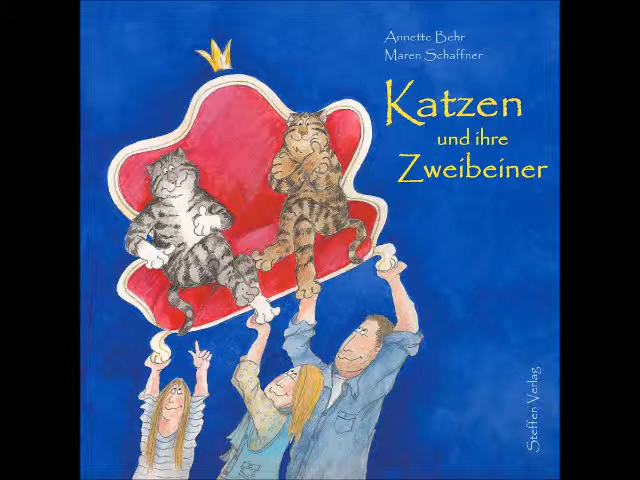 Annette Behr
Maren Schaffner
Katzen
und ihre
Zweibeiner
Steffen Verlag